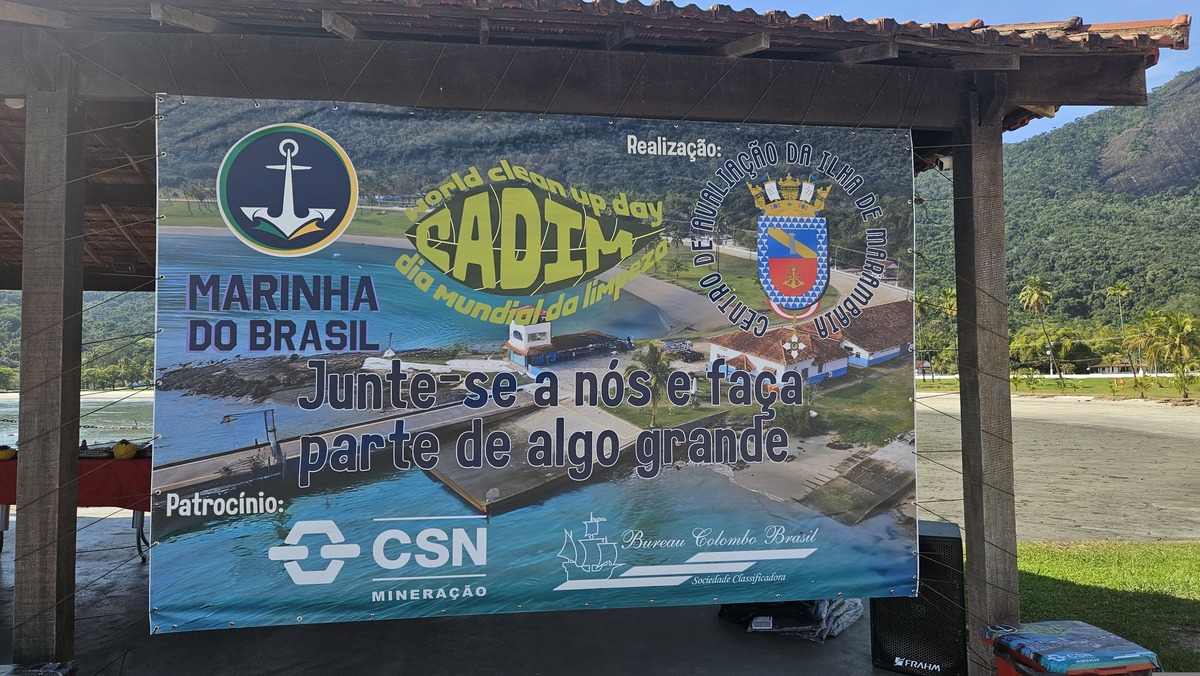 Realização:
MARINHA
DO BRASIL
world clean up day
CADIM
dia mundial da limpeza
CENTRO DE AVALIAÇÃO DA ILHA DE MARAMBAIA
Junte-se a nós e faça
parte de algo grande
Patrocínio:
CSN
MINERAÇÃO
Bureau Colombo Brasil
Sociedade Classificadora
FRAHM
CSN